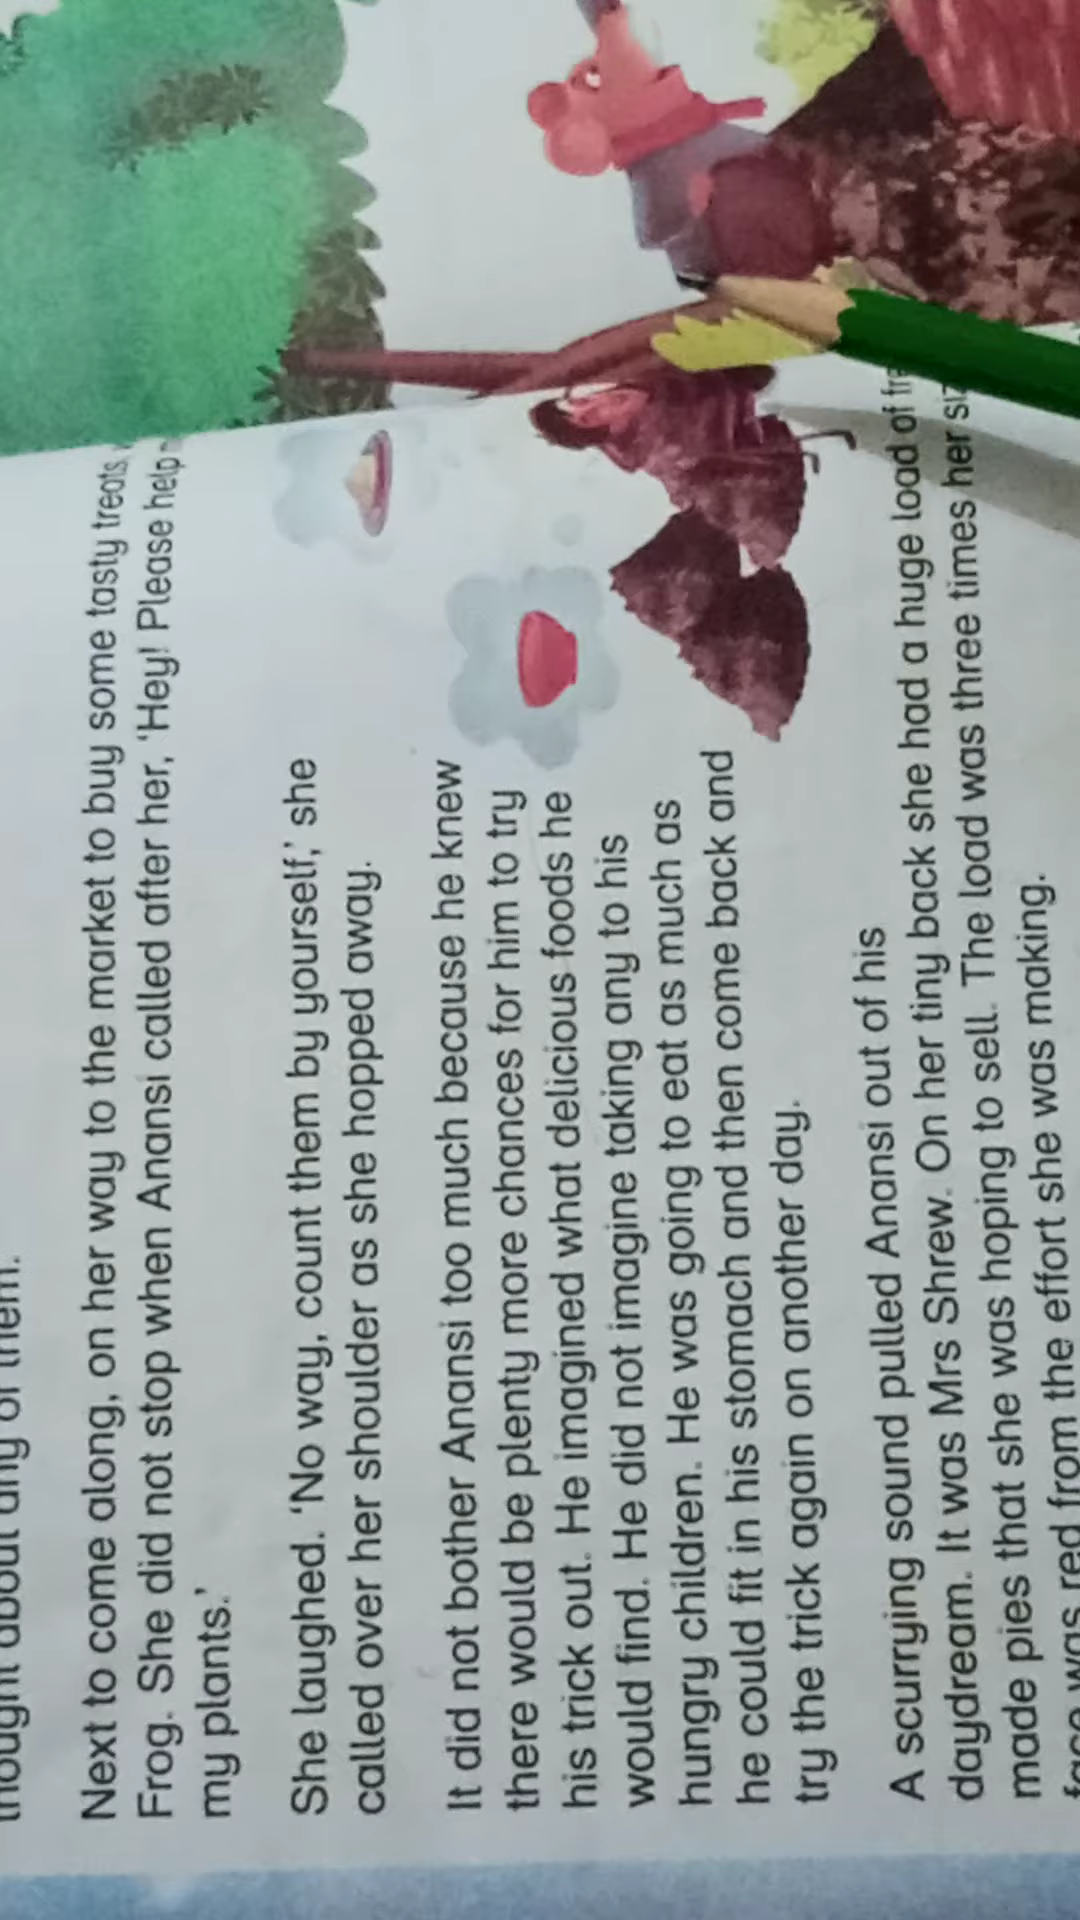 about any of them.
Next to come along, on her way to the market to buy some tasty treats
Frog. She did not stop when Anansi called after her, ‘Hey! Please help
my plants.’
She laughed. ‘No way, count them by yourself,’ she
called over her shoulder as she hopped away.
It did not bother Anansi too much because he knew
there would be plenty more chances for him to try
his trick out. He imagined what delicious foods he
would find. He did not imagine taking any to his
hungry children. He was going to eat as much as
he could fit in his stomach and then come back and
try the trick again on another day.
A scurrying sound pulled Anansi out of his
daydream. It was Mrs Shrew. On her tiny back she had a huge load of
made pies that she was hoping to sell. The load was three times her
face was red from the effort she was making.